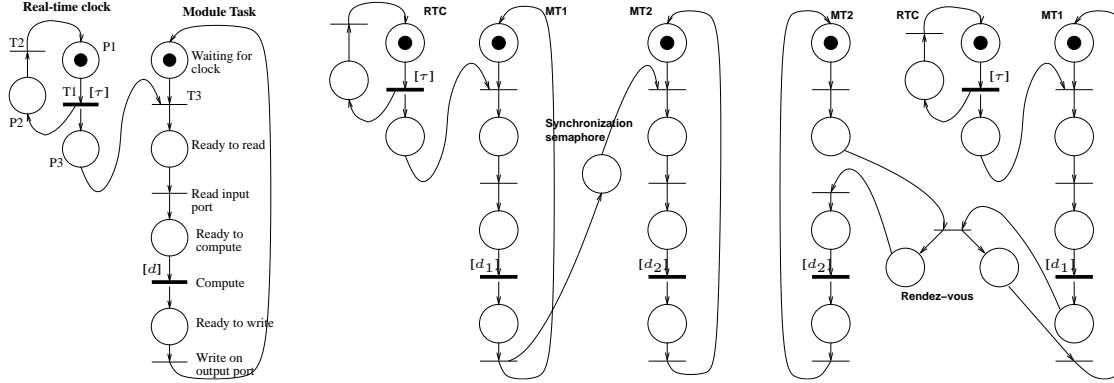 Real-time clock
Module Task
T2
P1
Waiting for
clock
T1
[τ]
T3
P2
P3
Ready to read
Read input
port
Ready to
compute
[d]
Compute
Ready to write
Write on
output port
RTC
MT1
MT2
[τ]
Synchronization
semaphore
[d1]
[d2]
MT2
RTC
MT1
[τ]
[d2]
[d1]
Rendez-vous